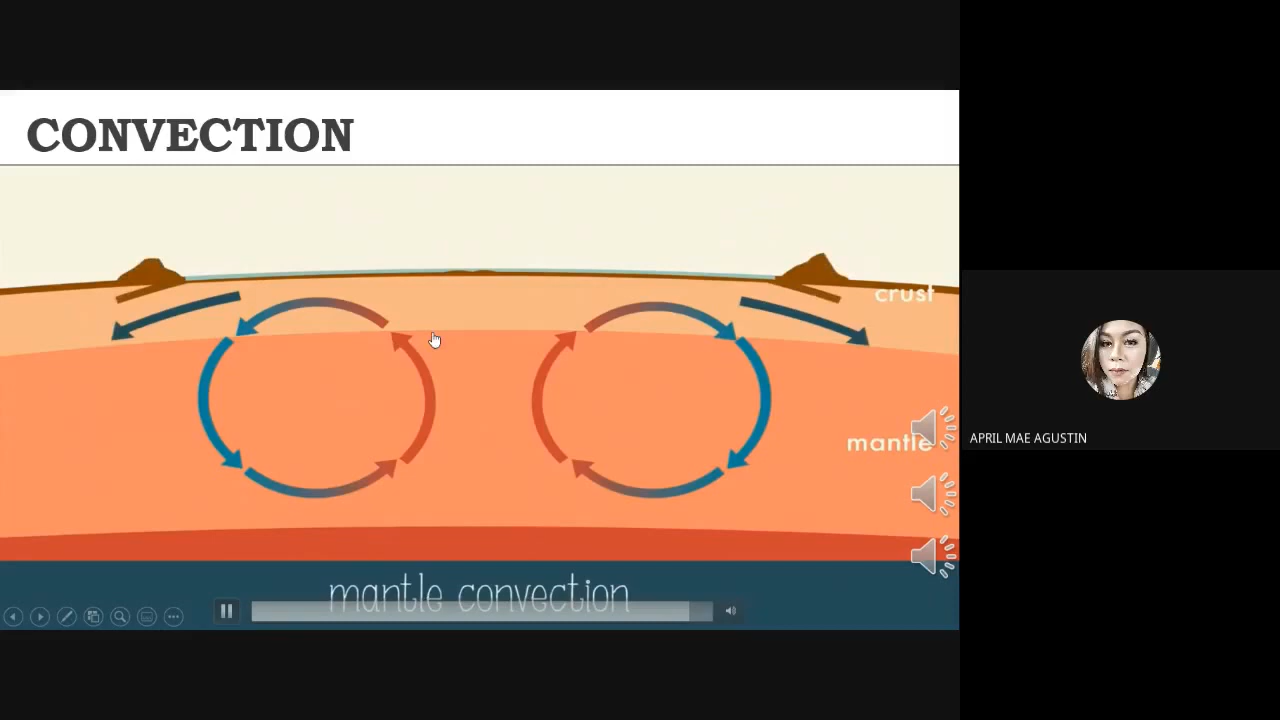 CONVECTION
crust
mantle
APRIL MAE AGUSTIN
mantle convection